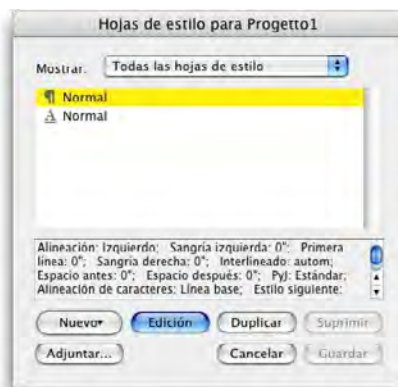 Hojas de estilo para Progetto1
Mostrar: Todas las hojas de estilo
¶ Normal
A Normal
Alineación: Izquierdo; Sangría izquierda: 0"; Primera
línea: 0"; Sangría derecha: 0"; Interlineado: autom;
Espacio antes: 0"; Espacio después: 0"; PyJ: Estándar;
Alineación de caracteres: Línea base; Estilo siguiente:
Nuevo Edición Duplicar Suprimir
Adjuntar... Cancelar Guardar